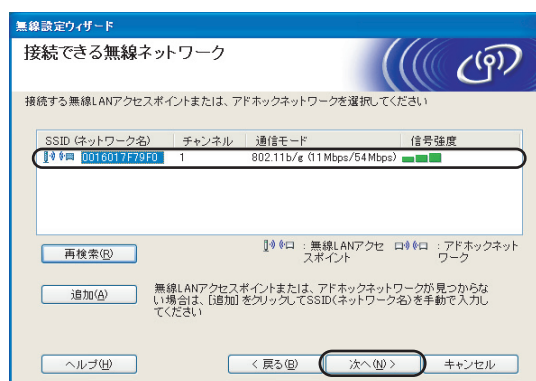 無線設定ウィザード
接続できる無線ネットワーク
接続する無線LANアクセスポイントまたは、アドホックネットワークを選択してください
SSID (ネットワーク名) チャンネル 通信モード 信号強度
0016017F79F0 1 802.11b/g (11Mbps/54Mbps)
再検索(R)
:無線LANアクセスポイント
:アドホックネットワーク
追加(A)
無線LANアクセスポイントまたは、アドホックネットワークが見つからな
い場合は、[追加]をクリックしてSSID(ネットワーク名)を手動で入力し
てください
ヘルプ(H) < 戻る(B) 次へ(N) > キャンセル